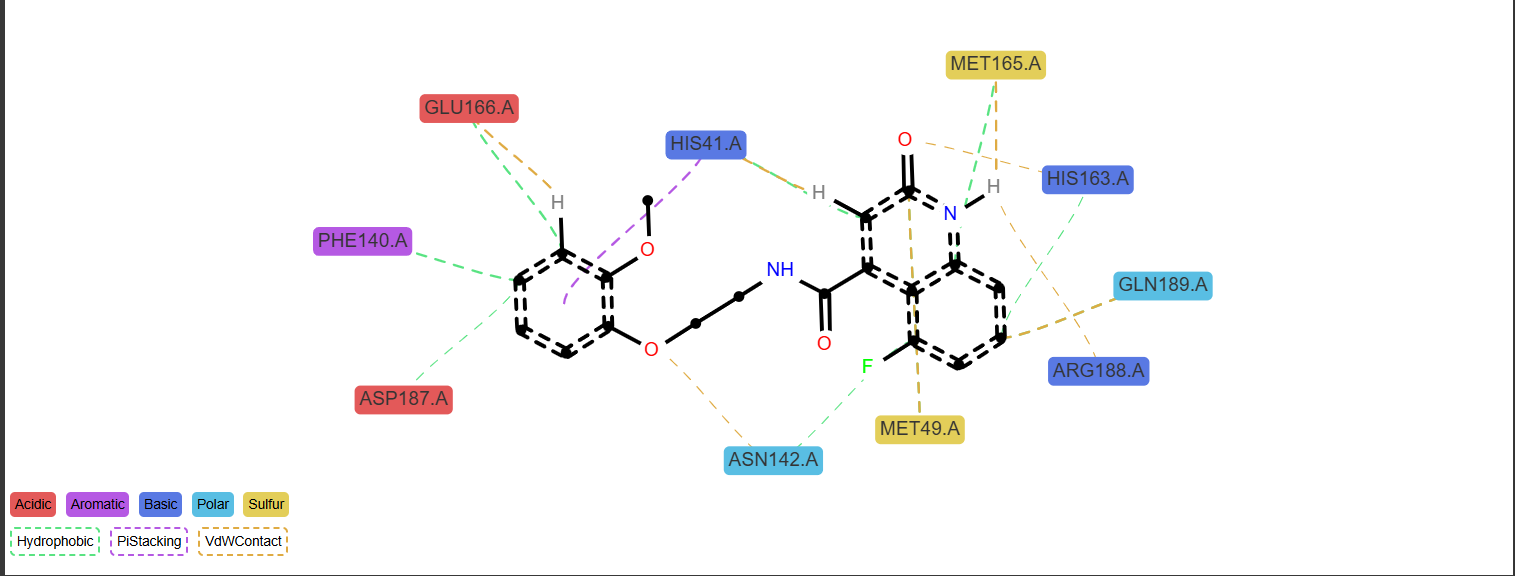 MET165.A
GLU166.A
HIS41.A
O
HIS163.A
H
H
H
N
PHE140.A
O
NH
GLN189.A
O
O
F
ARG188.A
ASP187.A
MET49.A
ASN142.A
Acidic Aromatic Basic Polar Sulfur
Hydrophobic PiStacking VdWContact